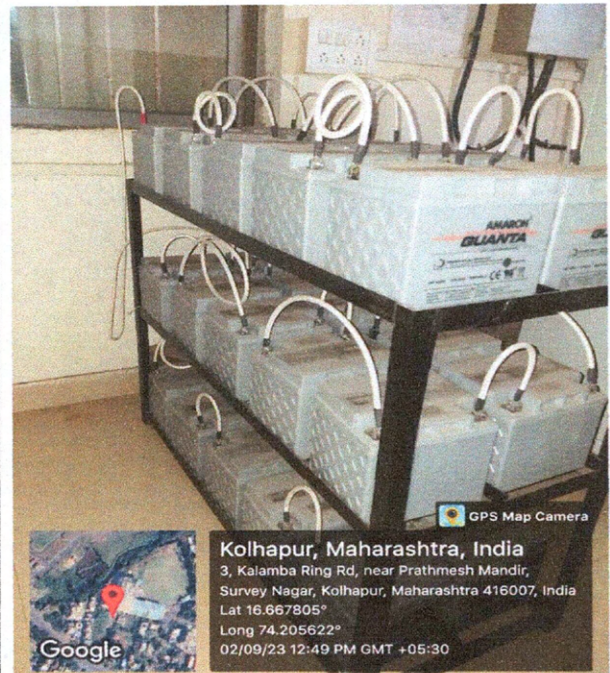 AMARON
QUANTA
CE
GPS Map Camera
Kolhapur, Maharashtra, India
3, Kalamba Ring Rd, near Prathmesh Mandir,
Survey Nagar, Kolhapur, Maharashtra 416007, India
Lat 16.667805°
Long 74.205622°
02/09/23 12:49 PM GMT +05:30
Google